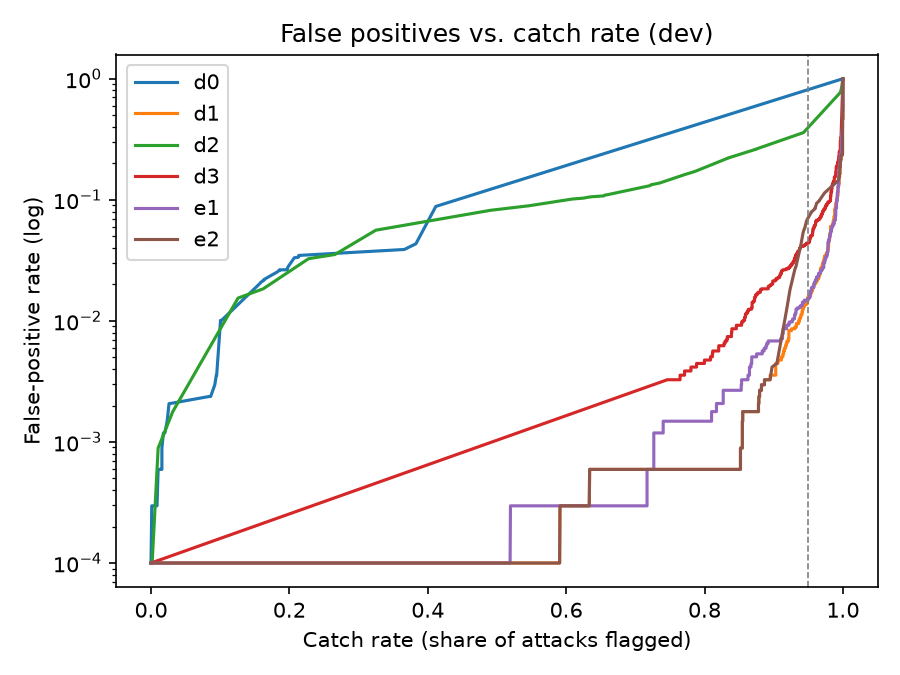 False positives vs. catch rate (dev)
False-positive rate (log)
10⁰
10⁻¹
10⁻²
10⁻³
10⁻⁴
d0
d1
d2
d3
e1
e2
0.0 0.2 0.4 0.6 0.8 1.0
Catch rate (share of attacks flagged)